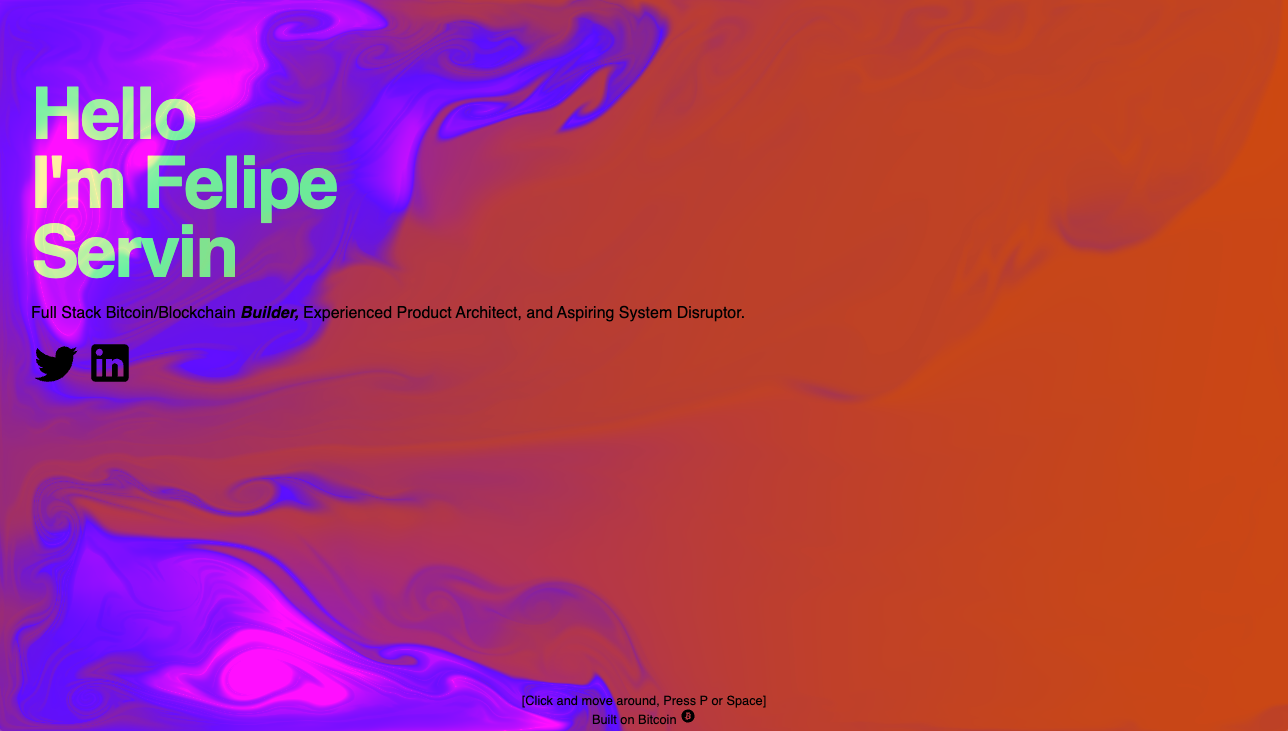 Hello
I'm Felipe
Servin
Full Stack Bitcoin/Blockchain Builder, Experienced Product Architect, and Aspiring System Disruptor.
in
[Click and move around, Press P or Space]
Built on Bitcoin